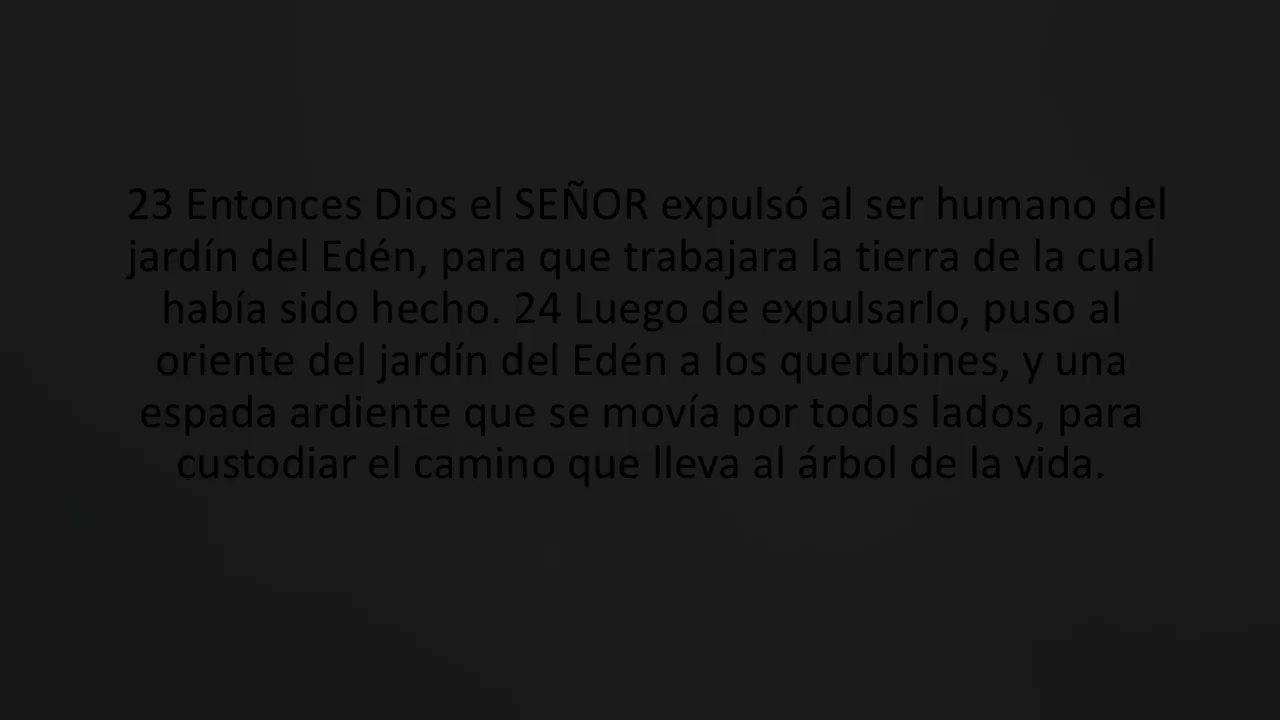 23 Entonces Dios el SEÑOR expulsó al ser humano del
jardín del Edén, para que trabajara la tierra de la cual
había sido hecho. 24 Luego de expulsarlo, puso al
oriente del jardín del Edén a los querubines, y una
espada ardiente que se movía por todos lados, para
custodiar el camino que lleva al árbol de la vida.